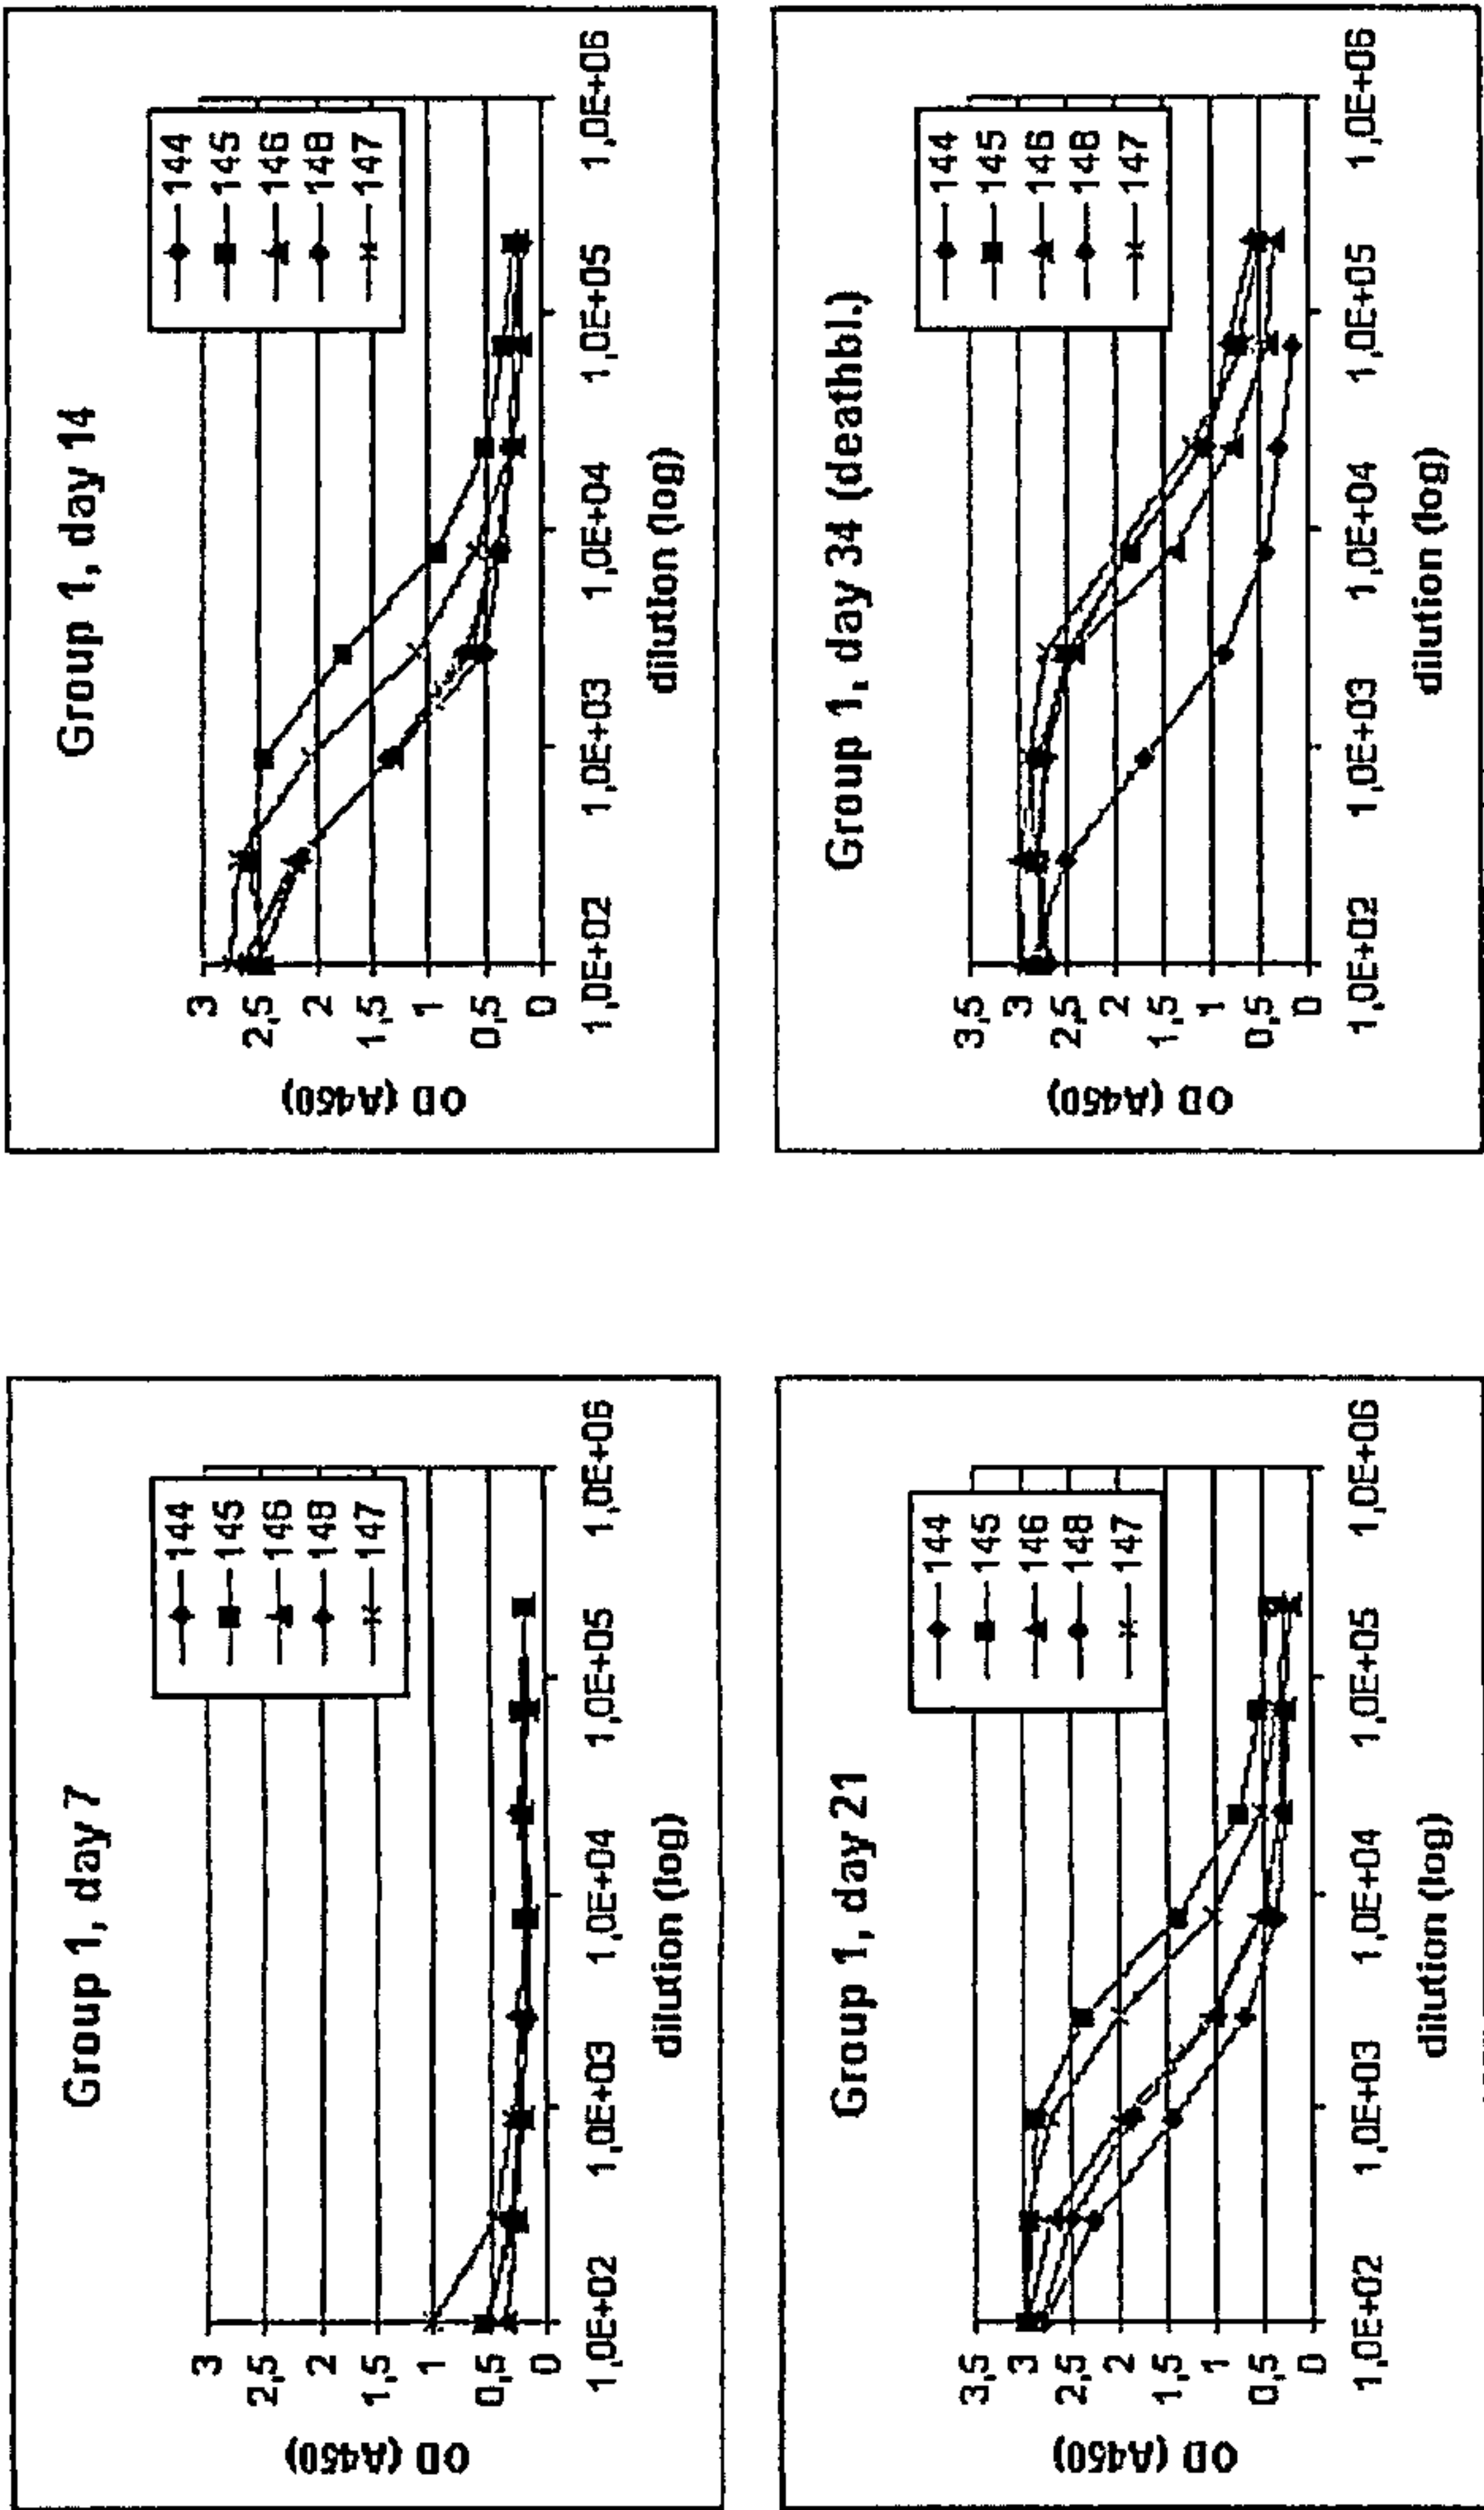 Group 1, day 7
OD (A450)
3
2,5
2
1,5
1
0,5
0
1,0E+02
1,0E+03
1,0E+04
1,0E+05
1,0E+06
dilution (log)
144
145
146
148
147
Group 1, day 14
OD (A450)
3
2,5
2
1,5
1
0,5
0
1,0E+02
1,0E+03
1,0E+04
1,0E+05
1,0E+06
dilution (log)
144
145
146
148
147
Group 1, day 21
OD (A450)
3,5
3
2,5
2
1,5
1
0,5
0
1,0E+02
1,0E+03
1,0E+04
1,0E+05
1,0E+06
dilution (log)
144
145
146
148
147
Group 1, day 34 (deathbl.)
OD (A450)
3,5
3
2,5
2
1,5
1
0,5
0
1,0E+02
1,0E+03
1,0E+04
1,0E+05
1,0E+06
dilution (log)
144
145
146
148
147